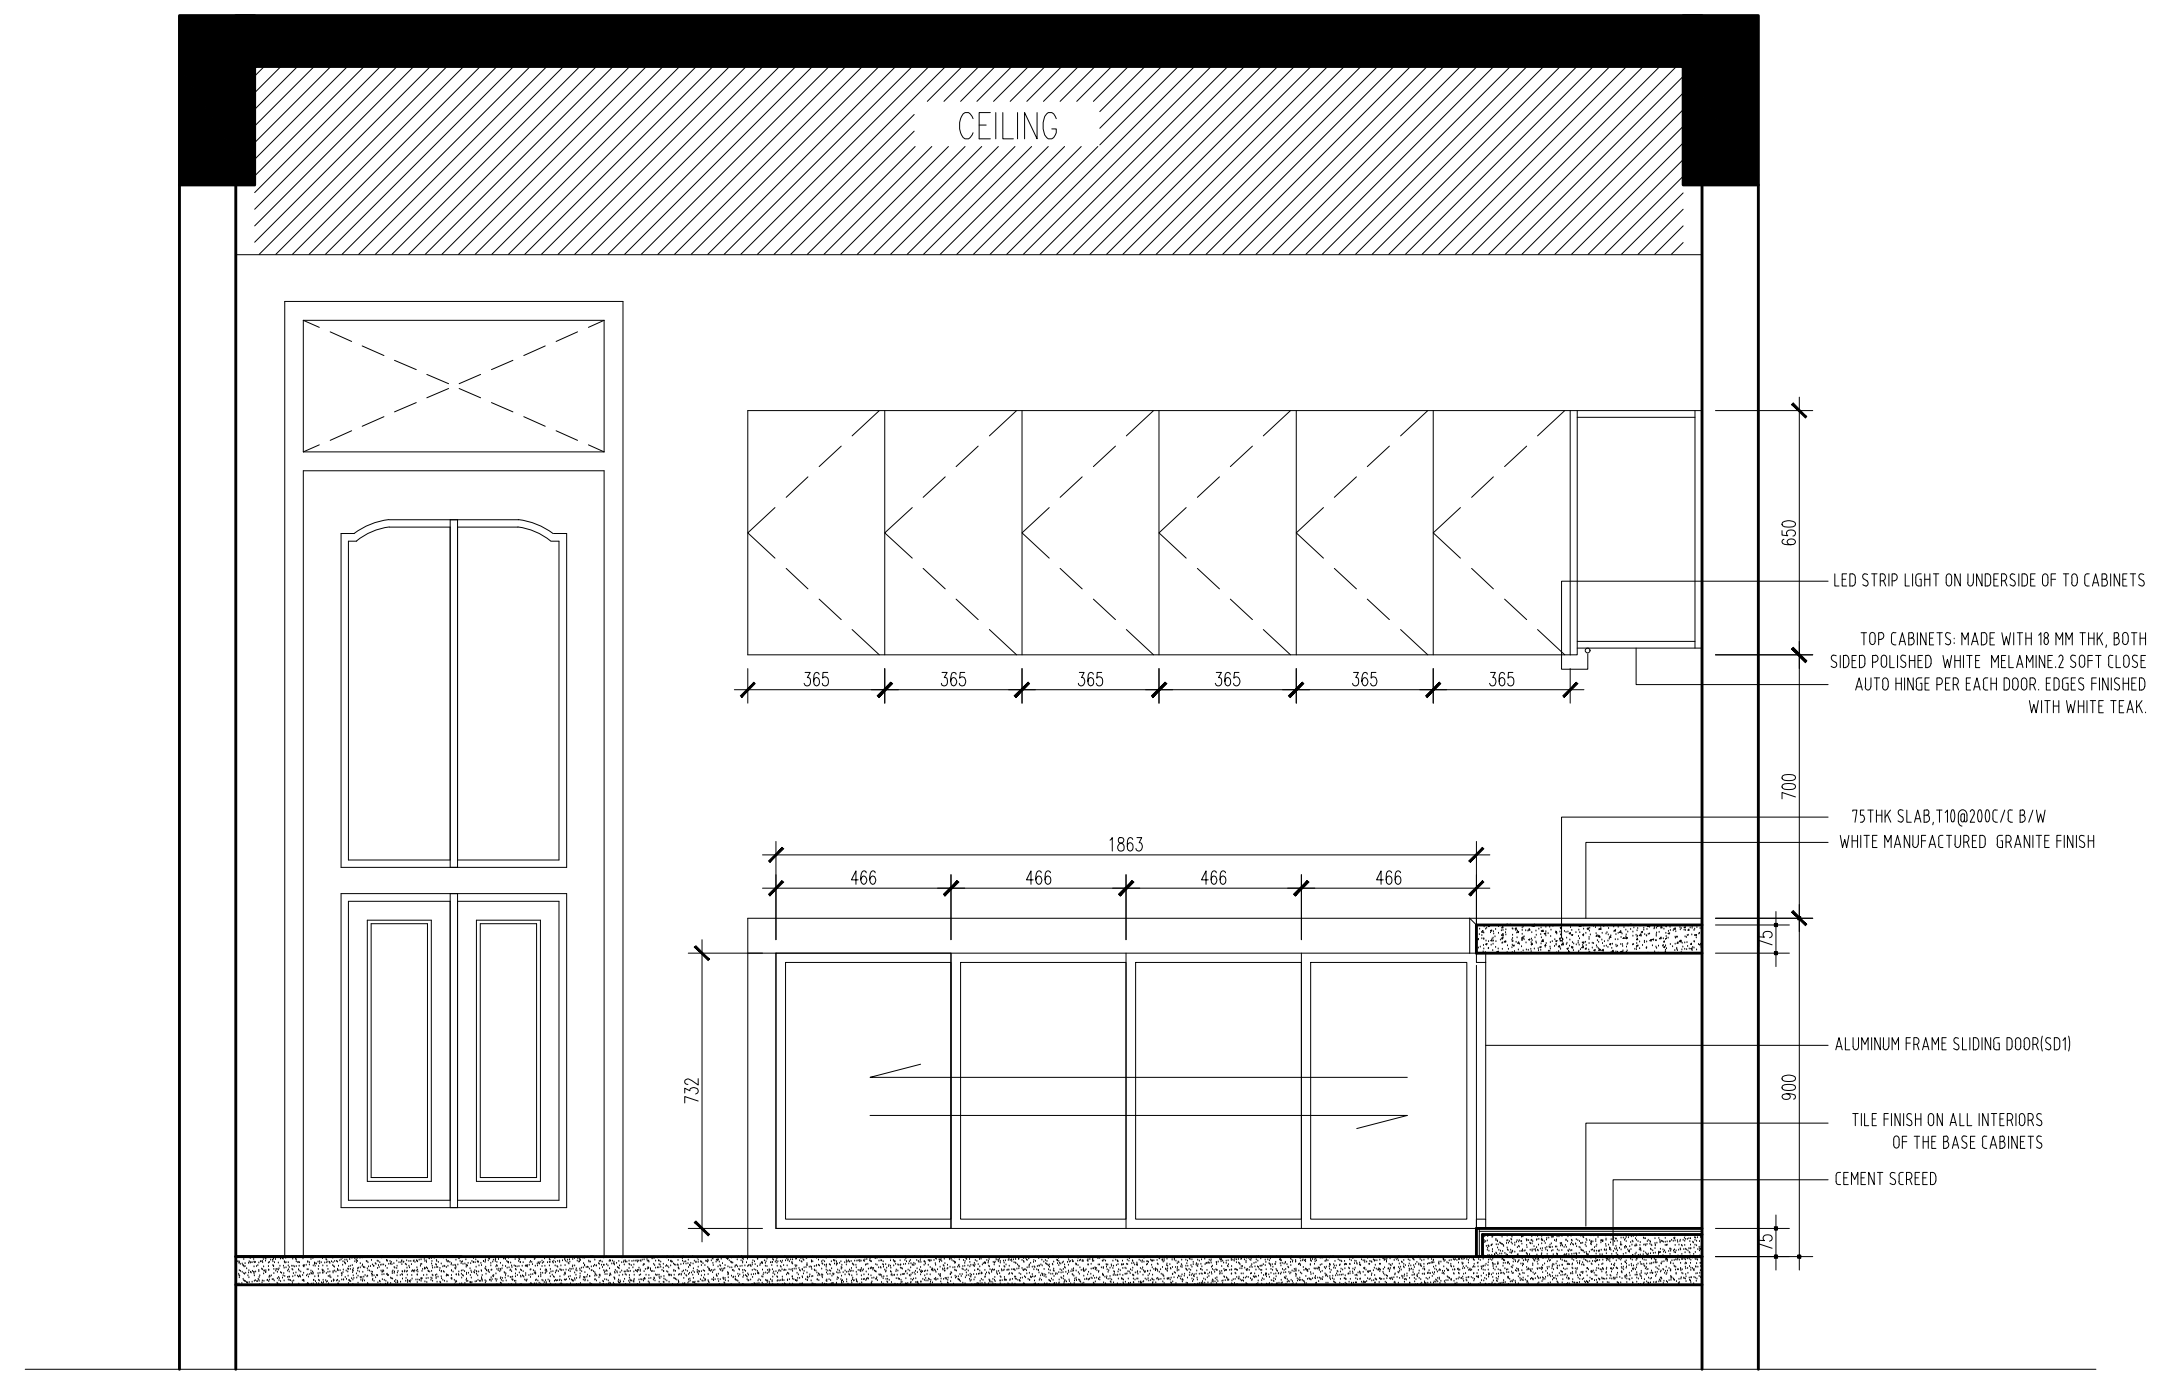 CEILING
650
LED STRIP LIGHT ON UNDERSIDE OF TO CABINETS
TOP CABINETS: MADE WITH 18 MM THK, BOTH
SIDED POLISHED WHITE MELAMINE.2 SOFT CLOSE
AUTO HINGE PER EACH DOOR. EDGES FINISHED
WITH WHITE TEAK.
365 365 365 365 365 365
700
75THK SLAB,T10@200C/C B/W
WHITE MANUFACTURED GRANITE FINISH
1863
466 466 466 466
75
732
ALUMINUM FRAME SLIDING DOOR(SD1)
900
TILE FINISH ON ALL INTERIORS
OF THE BASE CABINETS
CEMENT SCREED
75